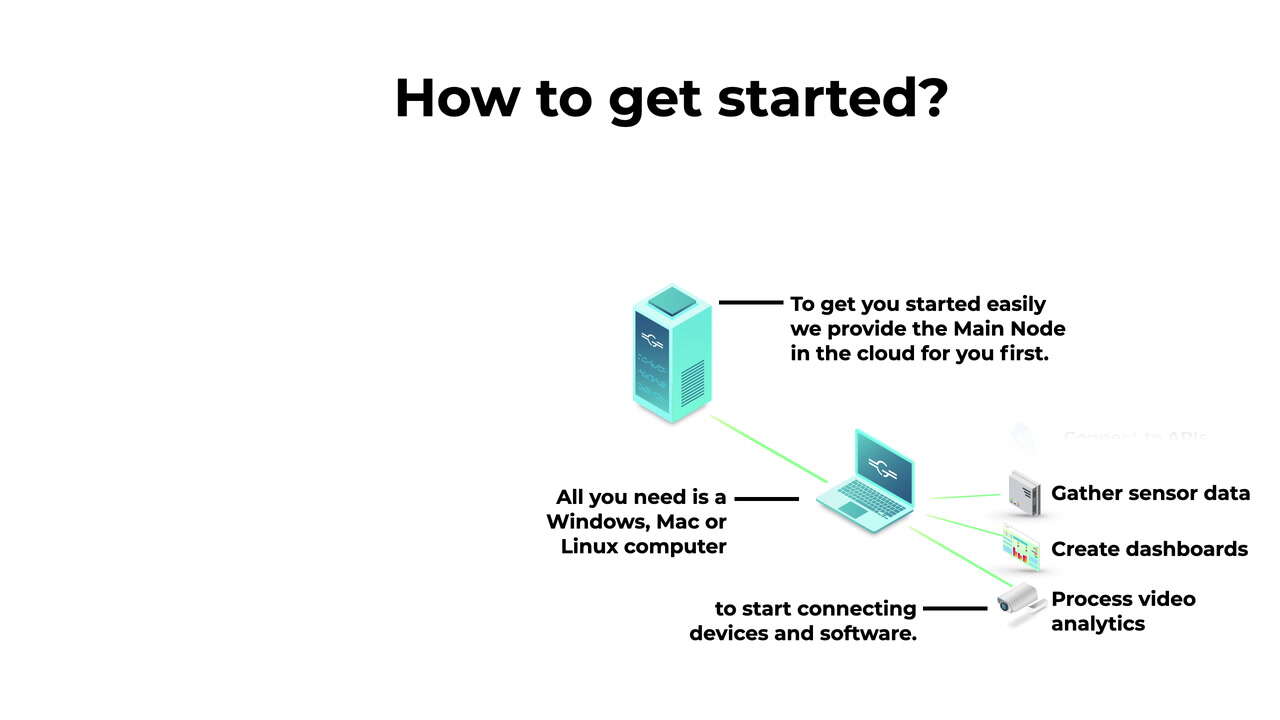 How to get started?
To get you started easily
we provide the Main Node
in the cloud for you first.
Connect to APIs
Gather sensor data
All you need is a
Windows, Mac or
Linux computer
Create dashboards
Process video
analytics
to start connecting
devices and software.